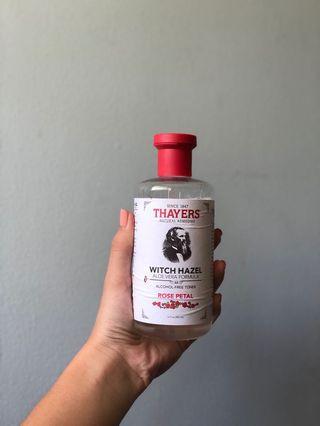 SINCE 1847
THAYERS
NATURAL REMEDIES
WITCH HAZEL
ALOE VERA FORMULA
ALCOHOL-FREE TONER
ROSE PETAL